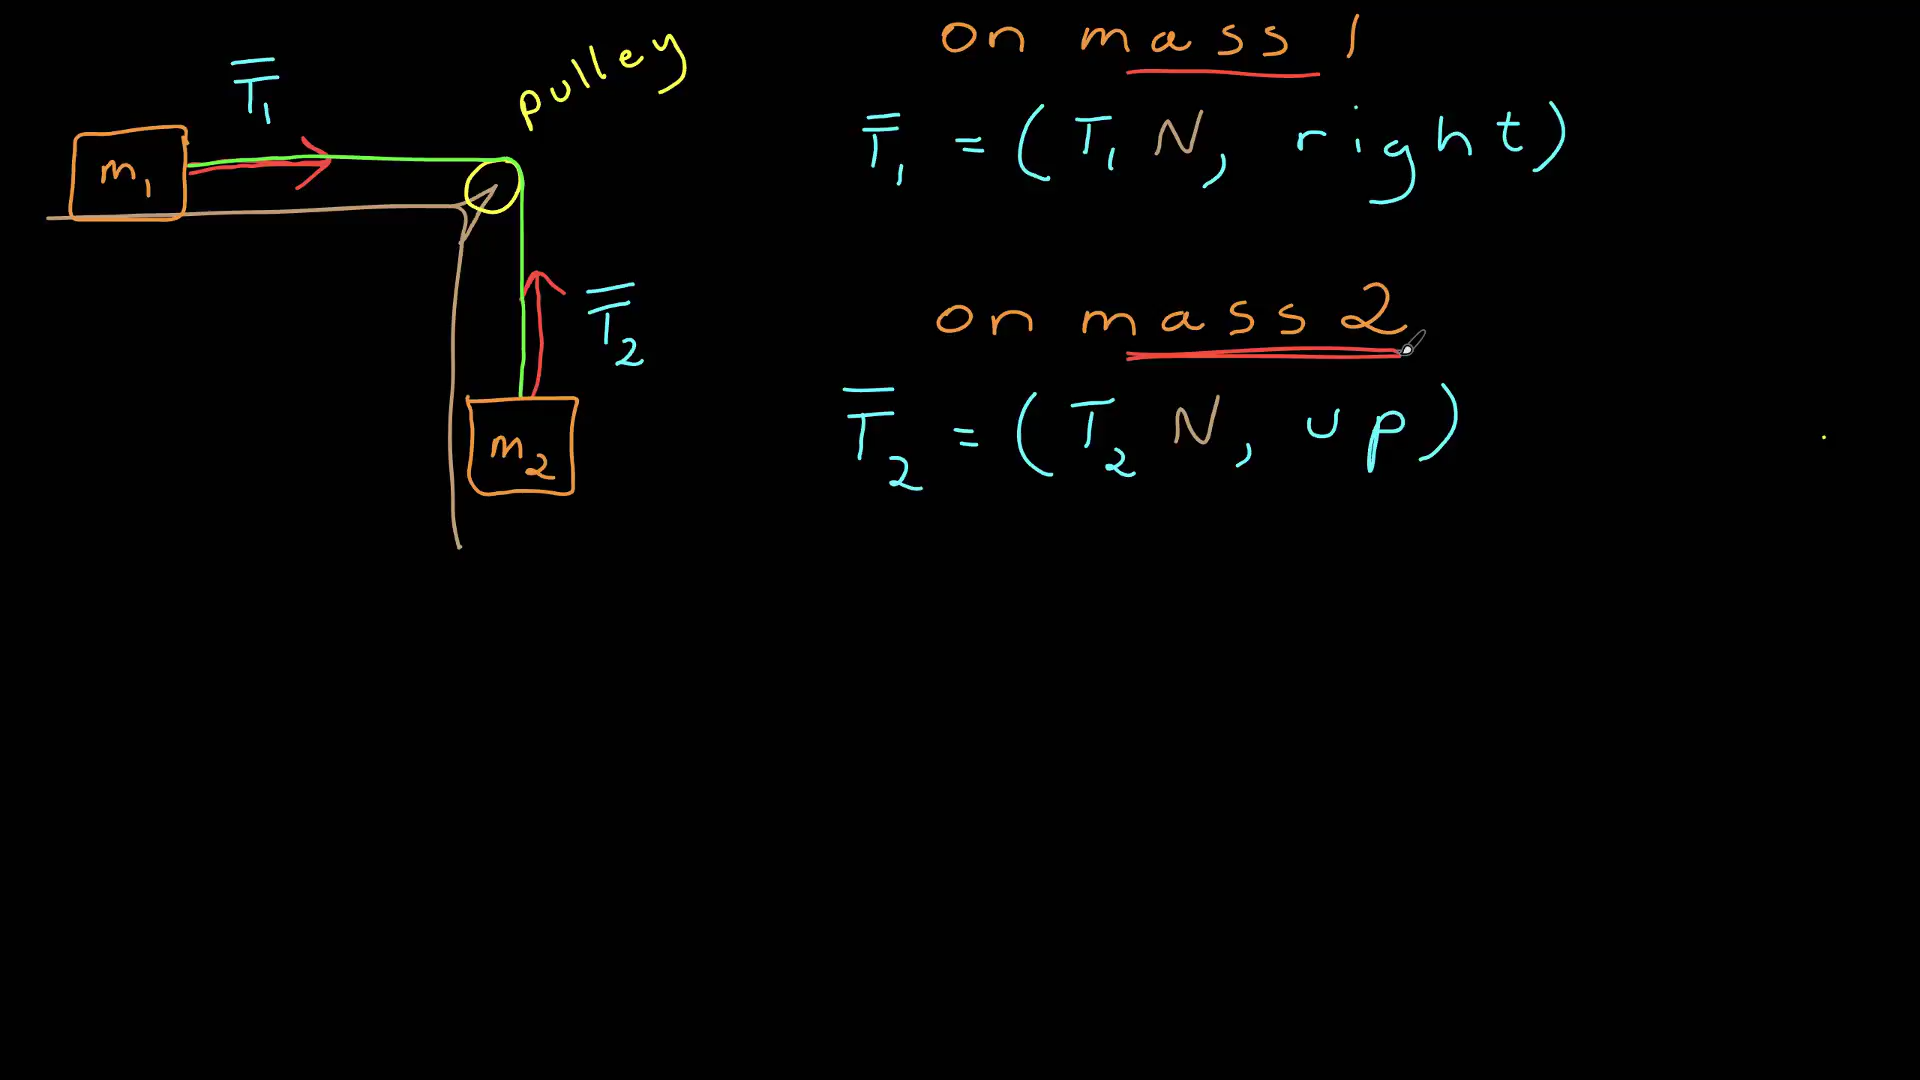 T̅₁
pulley
m₁
T̅₂
m₂
on mass 1
T̅₁ = (T₁ N, right)
on mass 2
T̅₂ = (T₂ N, up)